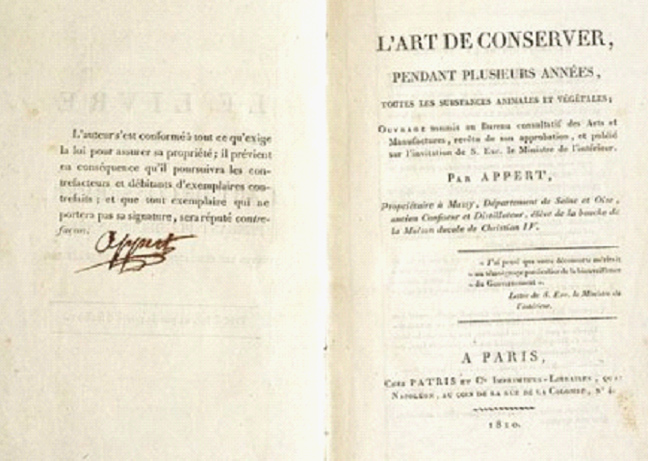 L'auteur s'est conformé à tout ce qu'exige
la loi pour assurer sa propriété; il prévient
en conséquence qu'il poursuivra les con-
trefacteurs et débitants d'exemplaires con-
trefaits; et que tout exemplaire qui ne
portera pas sa signature, sera réputé contre-
façon.
Appert
L'ART DE CONSERVER,
PENDANT PLUSIEURS ANNÉES,
TOUTES LES SUBSTANCES ANIMALES ET VÉGÉTALES;
OUVRAGE soumis au Bureau consultatif des Arts et
Manufactures, revêtu de son approbation, et publié
sur l'invitation de S. Exc. le Ministre de l'intérieur.
PAR APPERT,
Propriétaire à Massy, Département de Seine et Oise,
ancien Confiseur et Distillateur, élève de la bouche de
la Maison ducale de Christian IV.
« J'ai pensé que votre découverte méritait
« un témoignage particulier de la bienveillance
« du Gouvernement ».
Lettre de S. Exc. le Ministre de
l'intérieur.
A PARIS,
CHEZ PATRIS ET Cie IMPRIMEURS-LIBRAIRES, QUAI
NAPOLÉON, AU COIN DE LA RUE DE LA COLOMBE, N° 4.
1810.